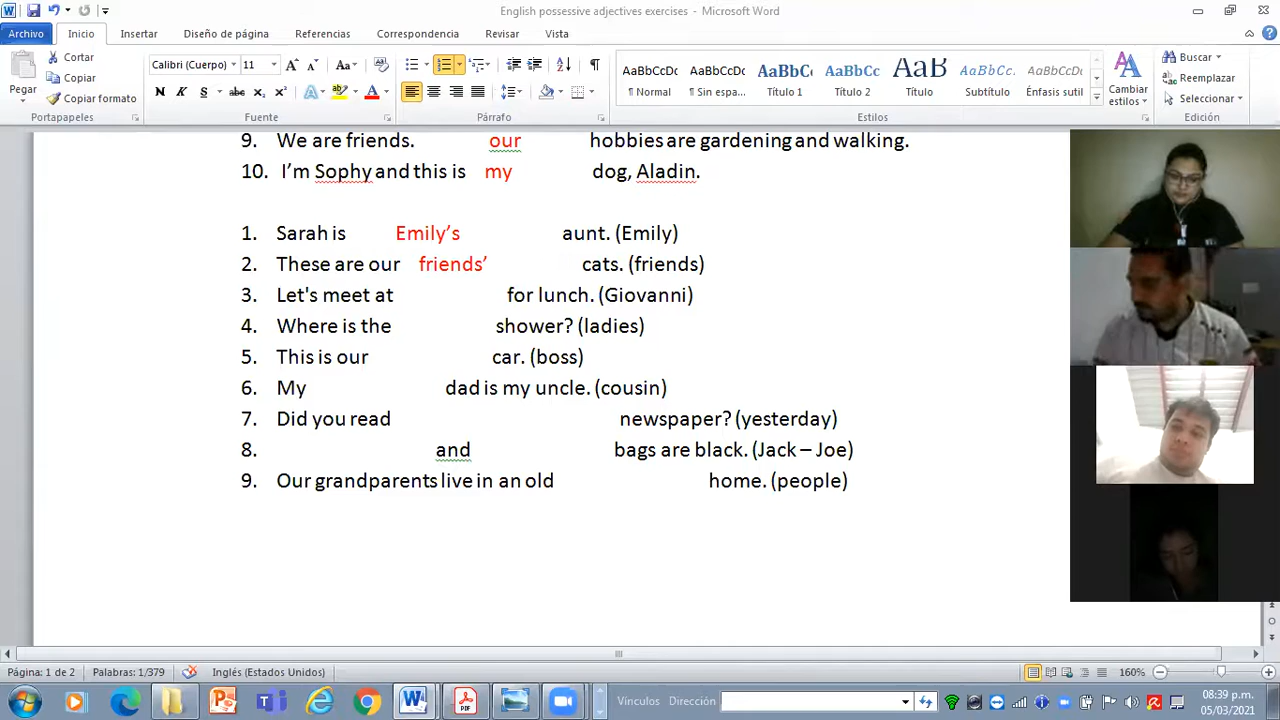 English possessive adjectives exercises - Microsoft Word
Archivo Inicio Insertar Diseño de página Referencias Correspondencia Revisar Vista
Pegar
Cortar
Copiar
Copiar formato
Portapapeles
Calibri (Cuerpo) 11
Fuente
Párrafo
AaBbCcDc AaBbCcDc AaBbC AaBbCc AaB AaBbCc AaBbCcDc
¶ Normal ¶ Sin espa... Título 1 Título 2 Título Subtítulo Énfasis sutil
Cambiar estilos
Estilos
Buscar
Reemplazar
Seleccionar
Edición
9. We are friends. our hobbies are gardening and walking.
10. I'm Sophy and this is my dog, Aladin.
1. Sarah is Emily's aunt. (Emily)
2. These are our friends' cats. (friends)
3. Let's meet at for lunch. (Giovanni)
4. Where is the shower? (ladies)
5. This is our car. (boss)
6. My dad is my uncle. (cousin)
7. Did you read newspaper? (yesterday)
8. and bags are black. (Jack – Joe)
9. Our grandparents live in an old home. (people)
Página: 1 de 2 Palabras: 1/379 Inglés (Estados Unidos) 160%
Vínculos Dirección
08:39 p.m.
05/03/2021